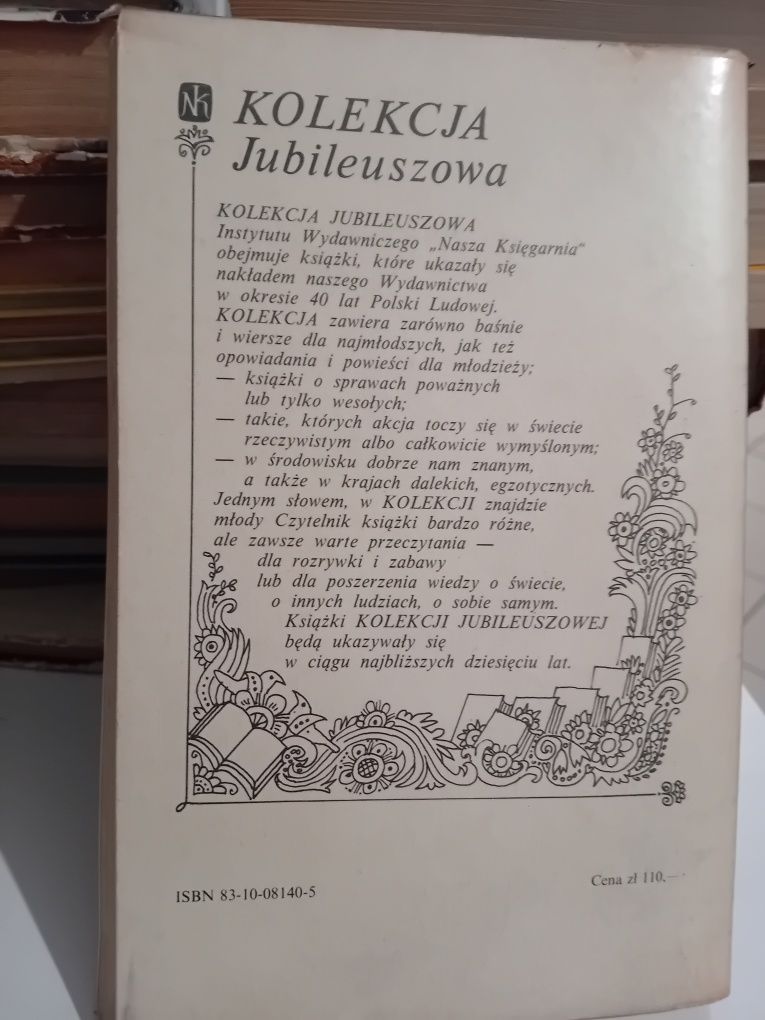 NK
KOLEKCJA
Jubileuszowa
KOLEKCJA JUBILEUSZOWA
Instytutu Wydawniczego „Nasza Księgarnia"
obejmuje książki, które ukazały się
nakładem naszego Wydawnictwa
w okresie 40 lat Polski Ludowej.
KOLEKCJA zawiera zarówno baśnie
i wiersze dla najmłodszych, jak też
opowiadania i powieści dla młodzieży;
— książki o sprawach poważnych
lub tylko wesołych;
— takie, których akcja toczy się w świecie
rzeczywistym albo całkowicie wymyślonym;
— w środowisku dobrze nam znanym,
a także w krajach dalekich, egzotycznych.
Jednym słowem, w KOLEKCJI znajdzie
młody Czytelnik książki bardzo różne,
ale zawsze warte przeczytania —
dla rozrywki i zabawy
lub dla poszerzenia wiedzy o świecie,
o innych ludziach, o sobie samym.
Książki KOLEKCJI JUBILEUSZOWEJ
będą ukazywały się
w ciągu najbliższych dziesięciu lat.
ISBN 83-10-08140-5
Cena zł 110.—